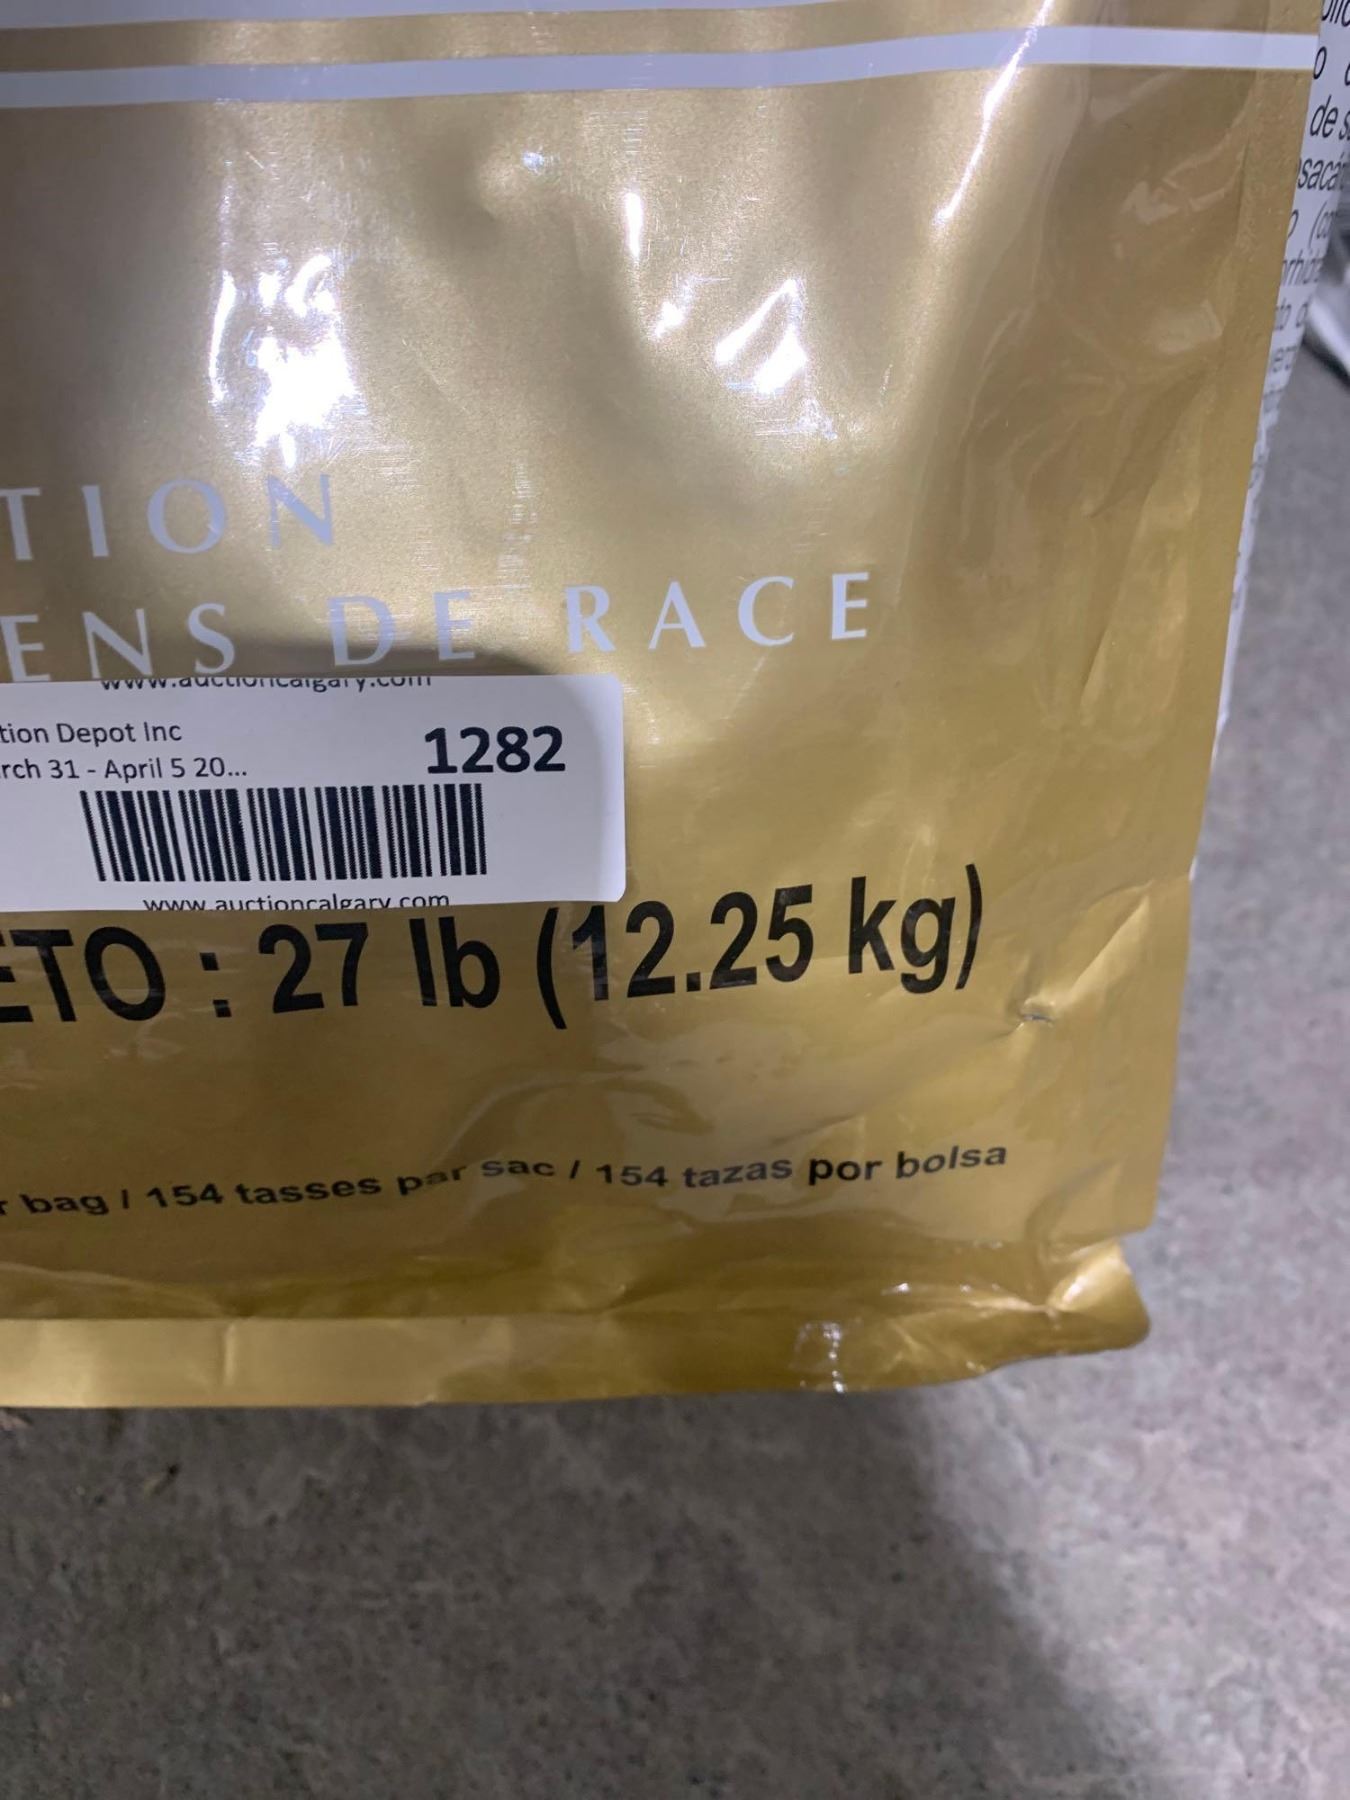 TION
ENS DE RACE
www.auctioncalgary.com
tion Depot Inc
rch 31 - April 5 20...
1282
www.auctioncalgary.com
ETO : 27 lb (12.25 kg)
r bag / 154 tasses par sac / 154 tazas por bolsa
de